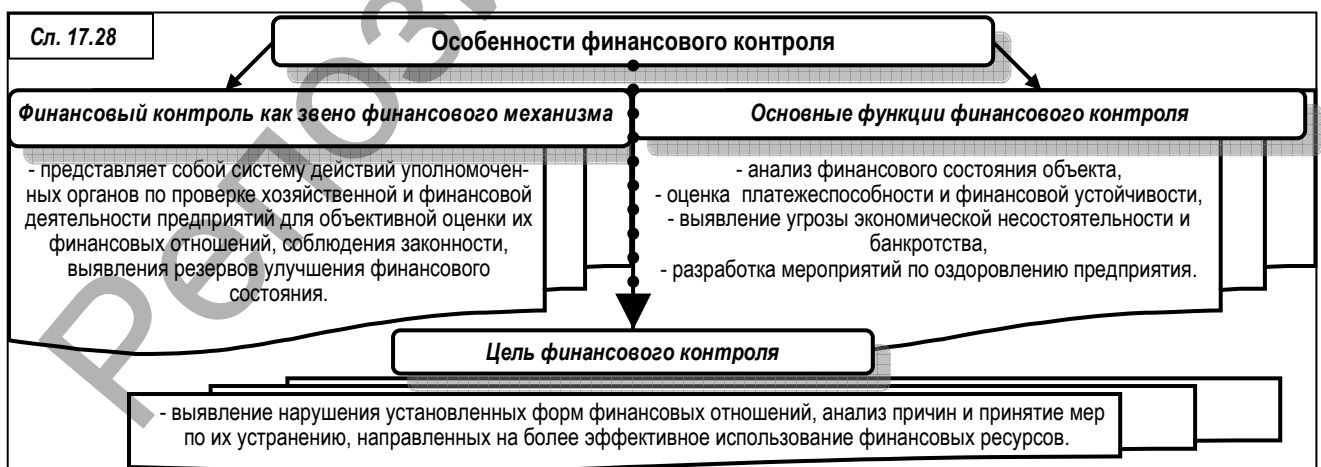 Сл. 17.28
Особенности финансового контроля
Финансовый контроль как звено финансового механизма
- представляет собой систему действий уполномочен-
ных органов по проверке хозяйственной и финансовой
деятельности предприятий для объективной оценки их
финансовых отношений, соблюдения законности,
выявления резервов улучшения финансового
состояния.
Основные функции финансового контроля
- анализ финансового состояния объекта,
- оценка платежеспособности и финансовой устойчивости,
- выявление угрозы экономической несостоятельности и
банкротства,
- разработка мероприятий по оздоровлению предприятия.
Цель финансового контроля
- выявление нарушения установленных форм финансовых отношений, анализ причин и принятие мер
по их устранению, направленных на более эффективное использование финансовых ресурсов.